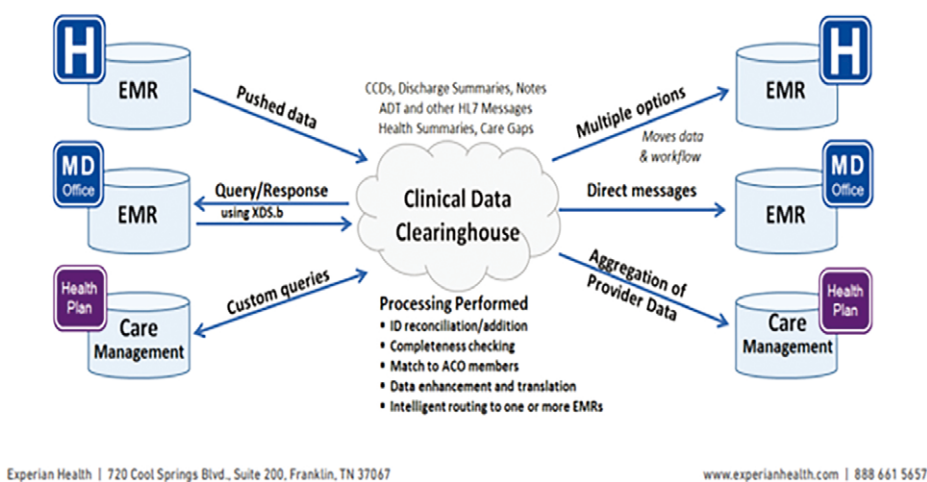 H
EMR
Pushed data
MD
Office
EMR
Query/Response
using XDS.b
Health
Plan
Care
Management
Custom queries
CCDs, Discharge Summaries, Notes
ADT and other HL7 Messages
Health Summaries, Care Gaps
Clinical Data
Clearinghouse
Processing Performed
▪ ID reconciliation/addition
▪ Completeness checking
▪ Match to ACO members
▪ Data enhancement and translation
▪ Intelligent routing to one or more EMRs
Multiple options
Moves data
& workflow
H
EMR
Direct messages
MD
Office
EMR
Aggregation of
Provider Data
Health
Plan
Care
Management
Experian Health | 720 Cool Springs Blvd., Suite 200, Franklin, TN 37067
www.experianhealth.com | 888 661 5657